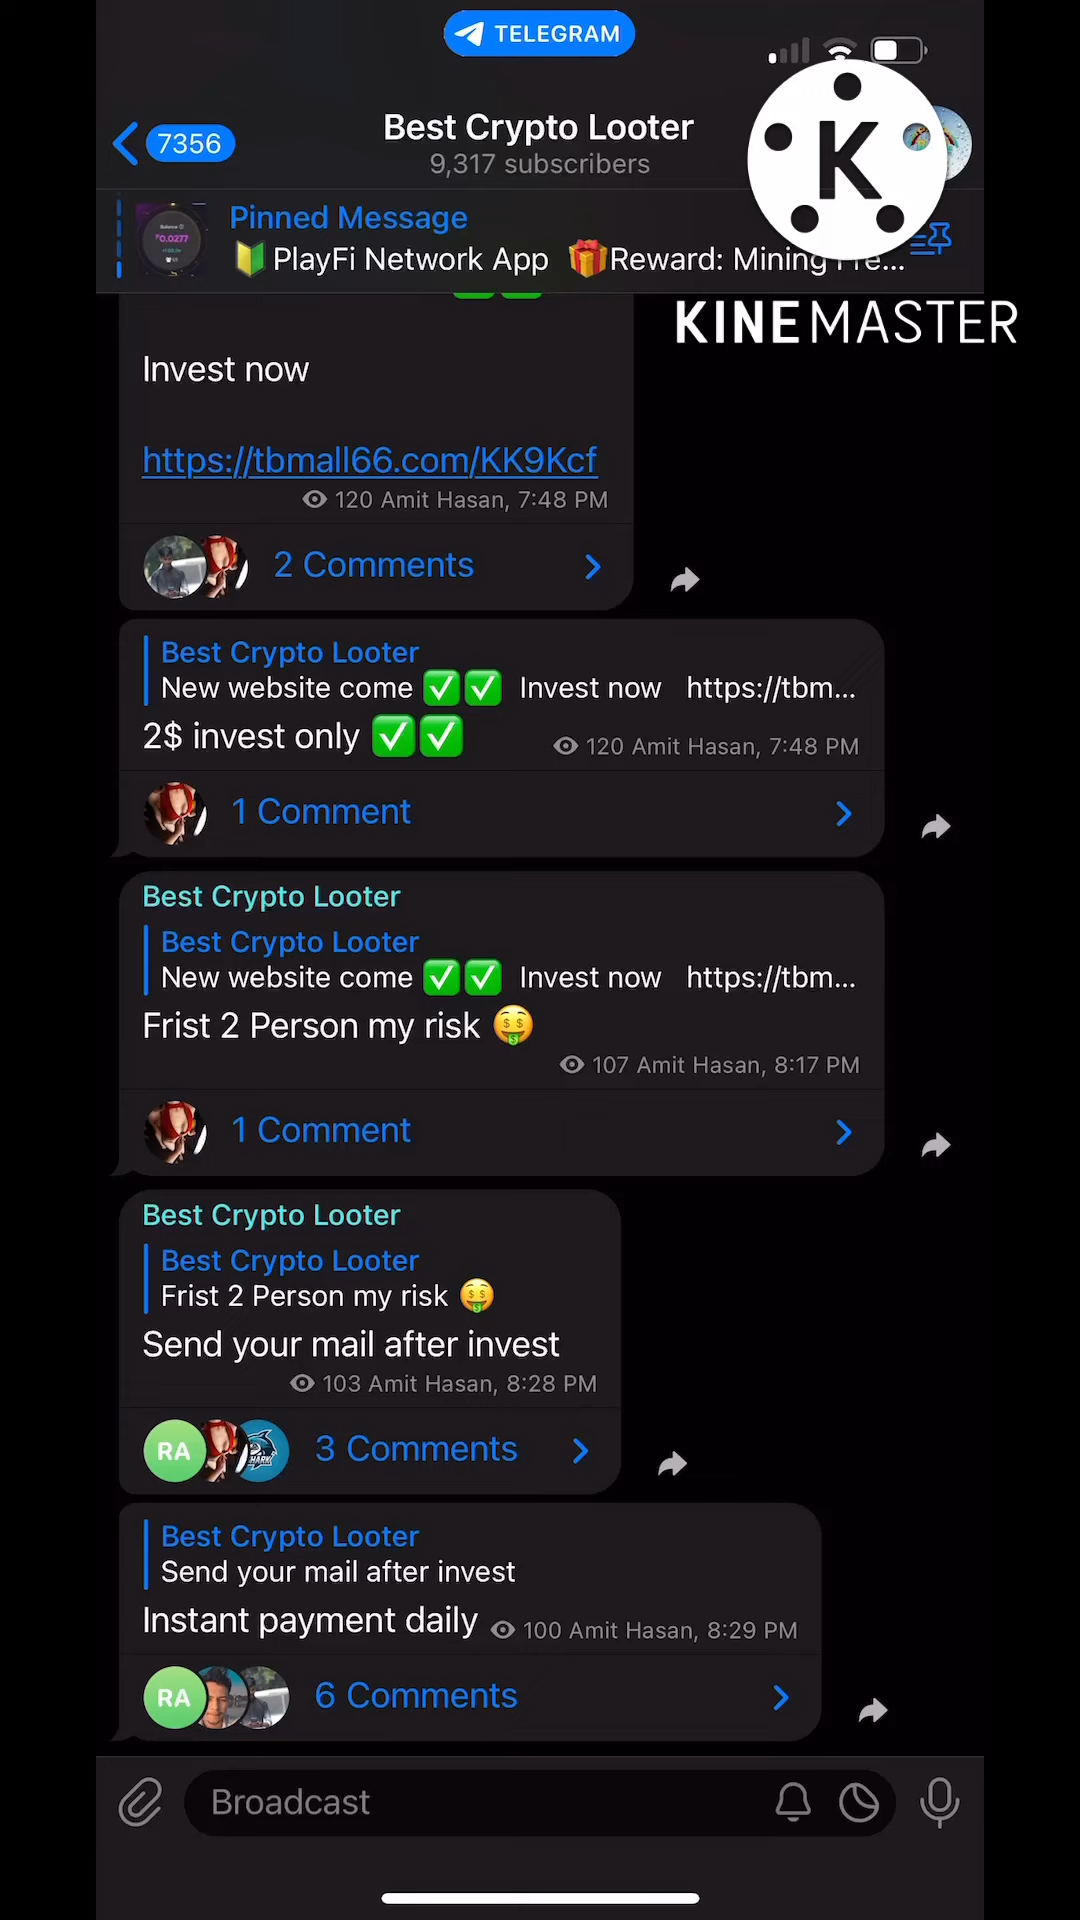 TELEGRAM
7356
Best Crypto Looter
9,317 subscribers
K
Pinned Message
🔰PlayFi Network App 🎁Reward: Mining Fre...
KINEMASTER
Invest now
https://tbmall66.com/KK9Kcf
120 Amit Hasan, 7:48 PM
2 Comments
Best Crypto Looter
New website come ✅✅ Invest now https://tbm...
2$ invest only ✅✅
120 Amit Hasan, 7:48 PM
1 Comment
Best Crypto Looter
Best Crypto Looter
New website come ✅✅ Invest now https://tbm...
Frist 2 Person my risk 🤑
107 Amit Hasan, 8:17 PM
1 Comment
Best Crypto Looter
Best Crypto Looter
Frist 2 Person my risk 🤑
Send your mail after invest
103 Amit Hasan, 8:28 PM
RA
3 Comments
Best Crypto Looter
Send your mail after invest
Instant payment daily
100 Amit Hasan, 8:29 PM
RA
6 Comments
Broadcast